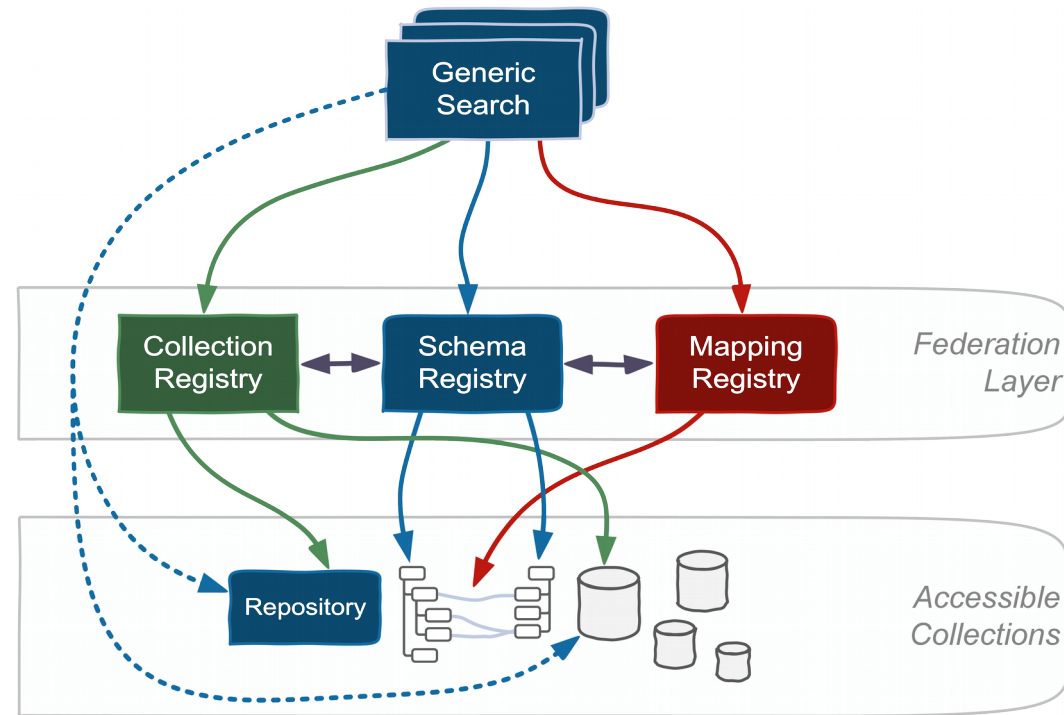 Generic
Search
Collection
Registry
Schema
Registry
Mapping
Registry
Federation
Layer
Repository
Accessible
Collections